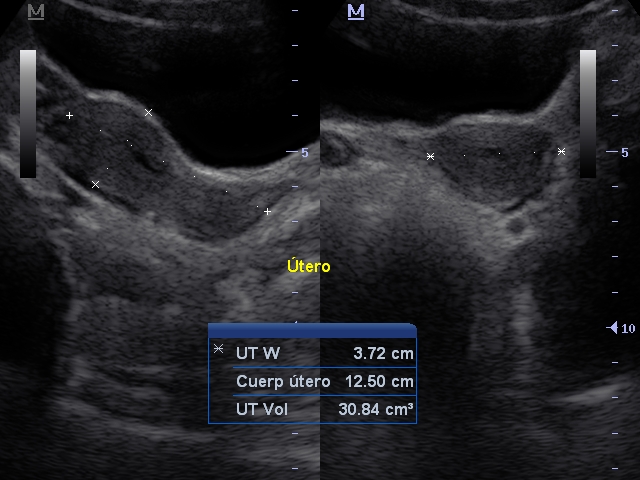 M M
5 5
Útero
10
UT W 3.72 cm
Cuerp útero 12.50 cm
UT Vol 30.84 cm³